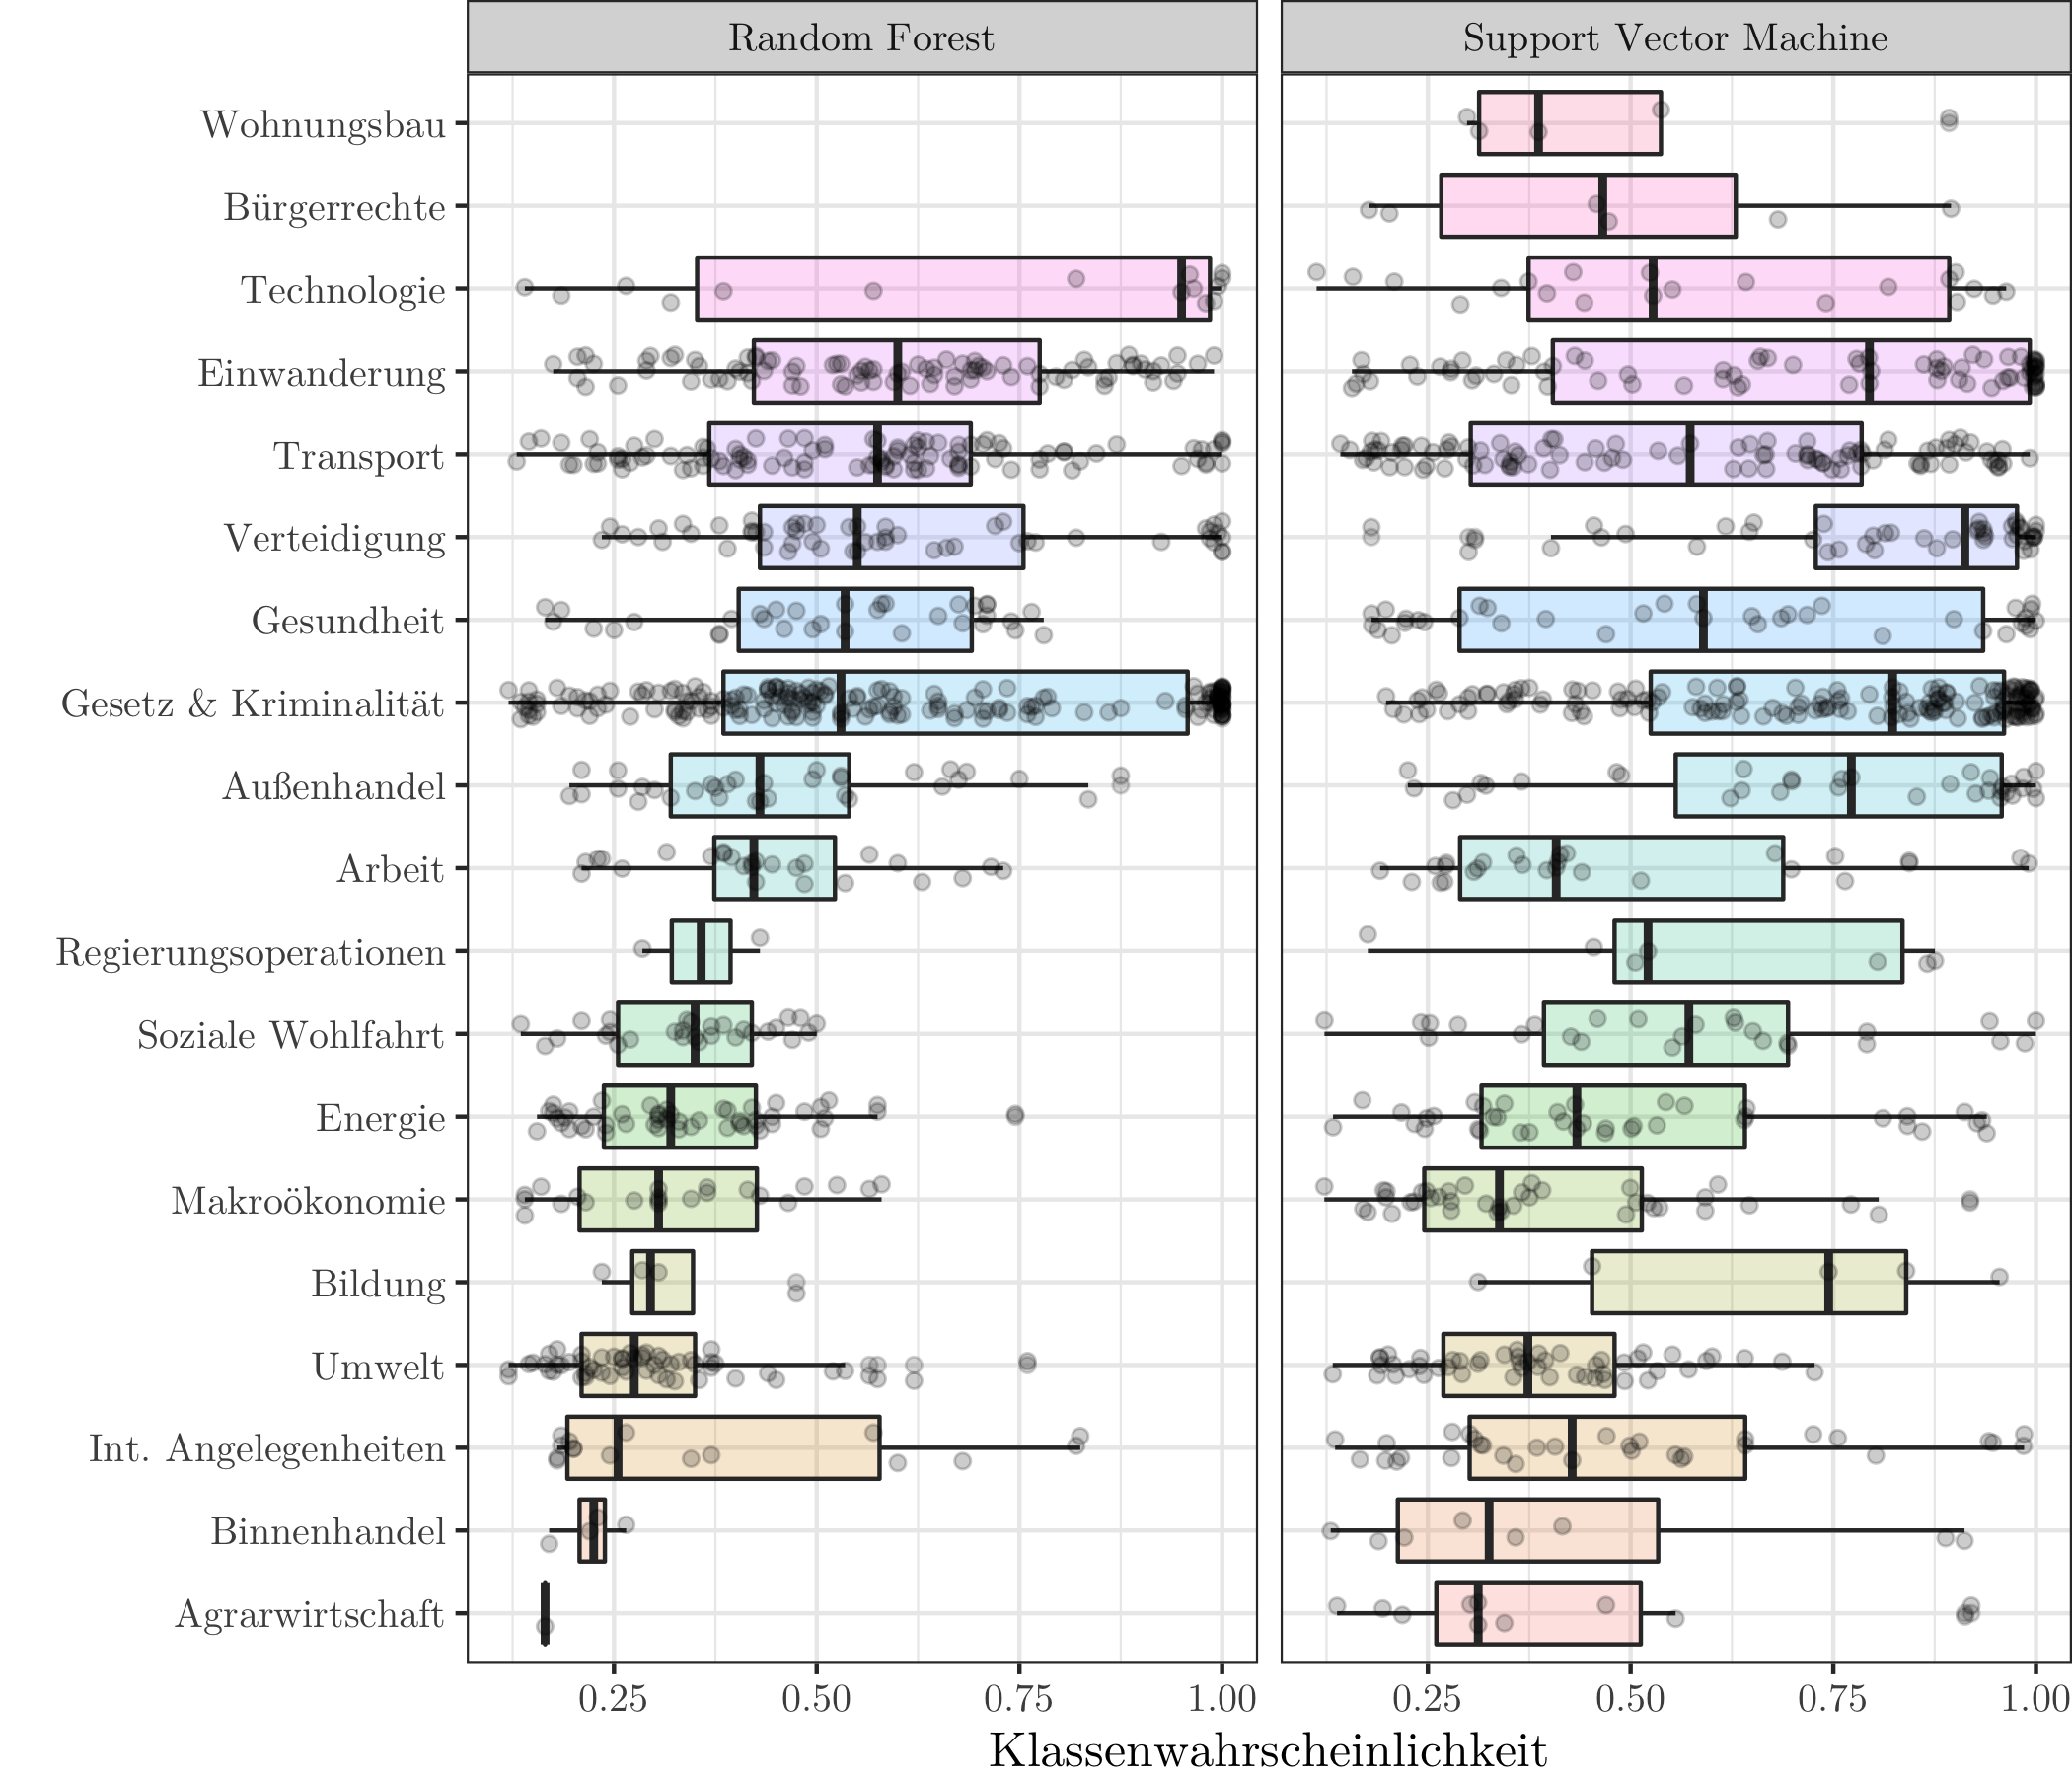 Random Forest
Support Vector Machine
Wohnungsbau
Bürgerrechte
Technologie
Einwanderung
Transport
Verteidigung
Gesundheit
Gesetz & Kriminalität
Außenhandel
Arbeit
Regierungsoperationen
Soziale Wohlfahrt
Energie
Makroökonomie
Bildung
Umwelt
Int. Angelegenheiten
Binnenhandel
Agrarwirtschaft
0.25 0.50 0.75 1.00
0.25 0.50 0.75 1.00
Klassenwahrscheinlichkeit